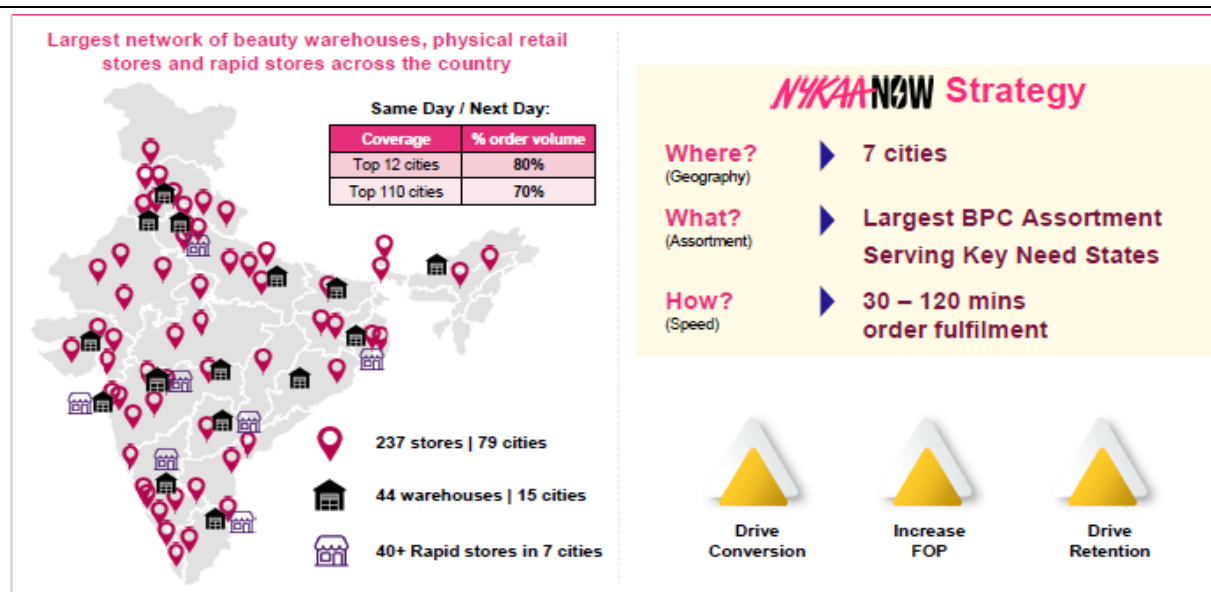 Largest network of beauty warehouses, physical retail
stores and rapid stores across the country
Same Day / Next Day:
Coverage % order volume
Top 12 cities 80%
Top 110 cities 70%
237 stores | 79 cities
44 warehouses | 15 cities
40+ Rapid stores in 7 cities
NYKAA NOW Strategy
Where? 7 cities
(Geography)
What? Largest BPC Assortment
(Assortment) Serving Key Need States
How? 30 – 120 mins
(Speed) order fulfilment
Drive
Conversion
Increase
FOP
Drive
Retention